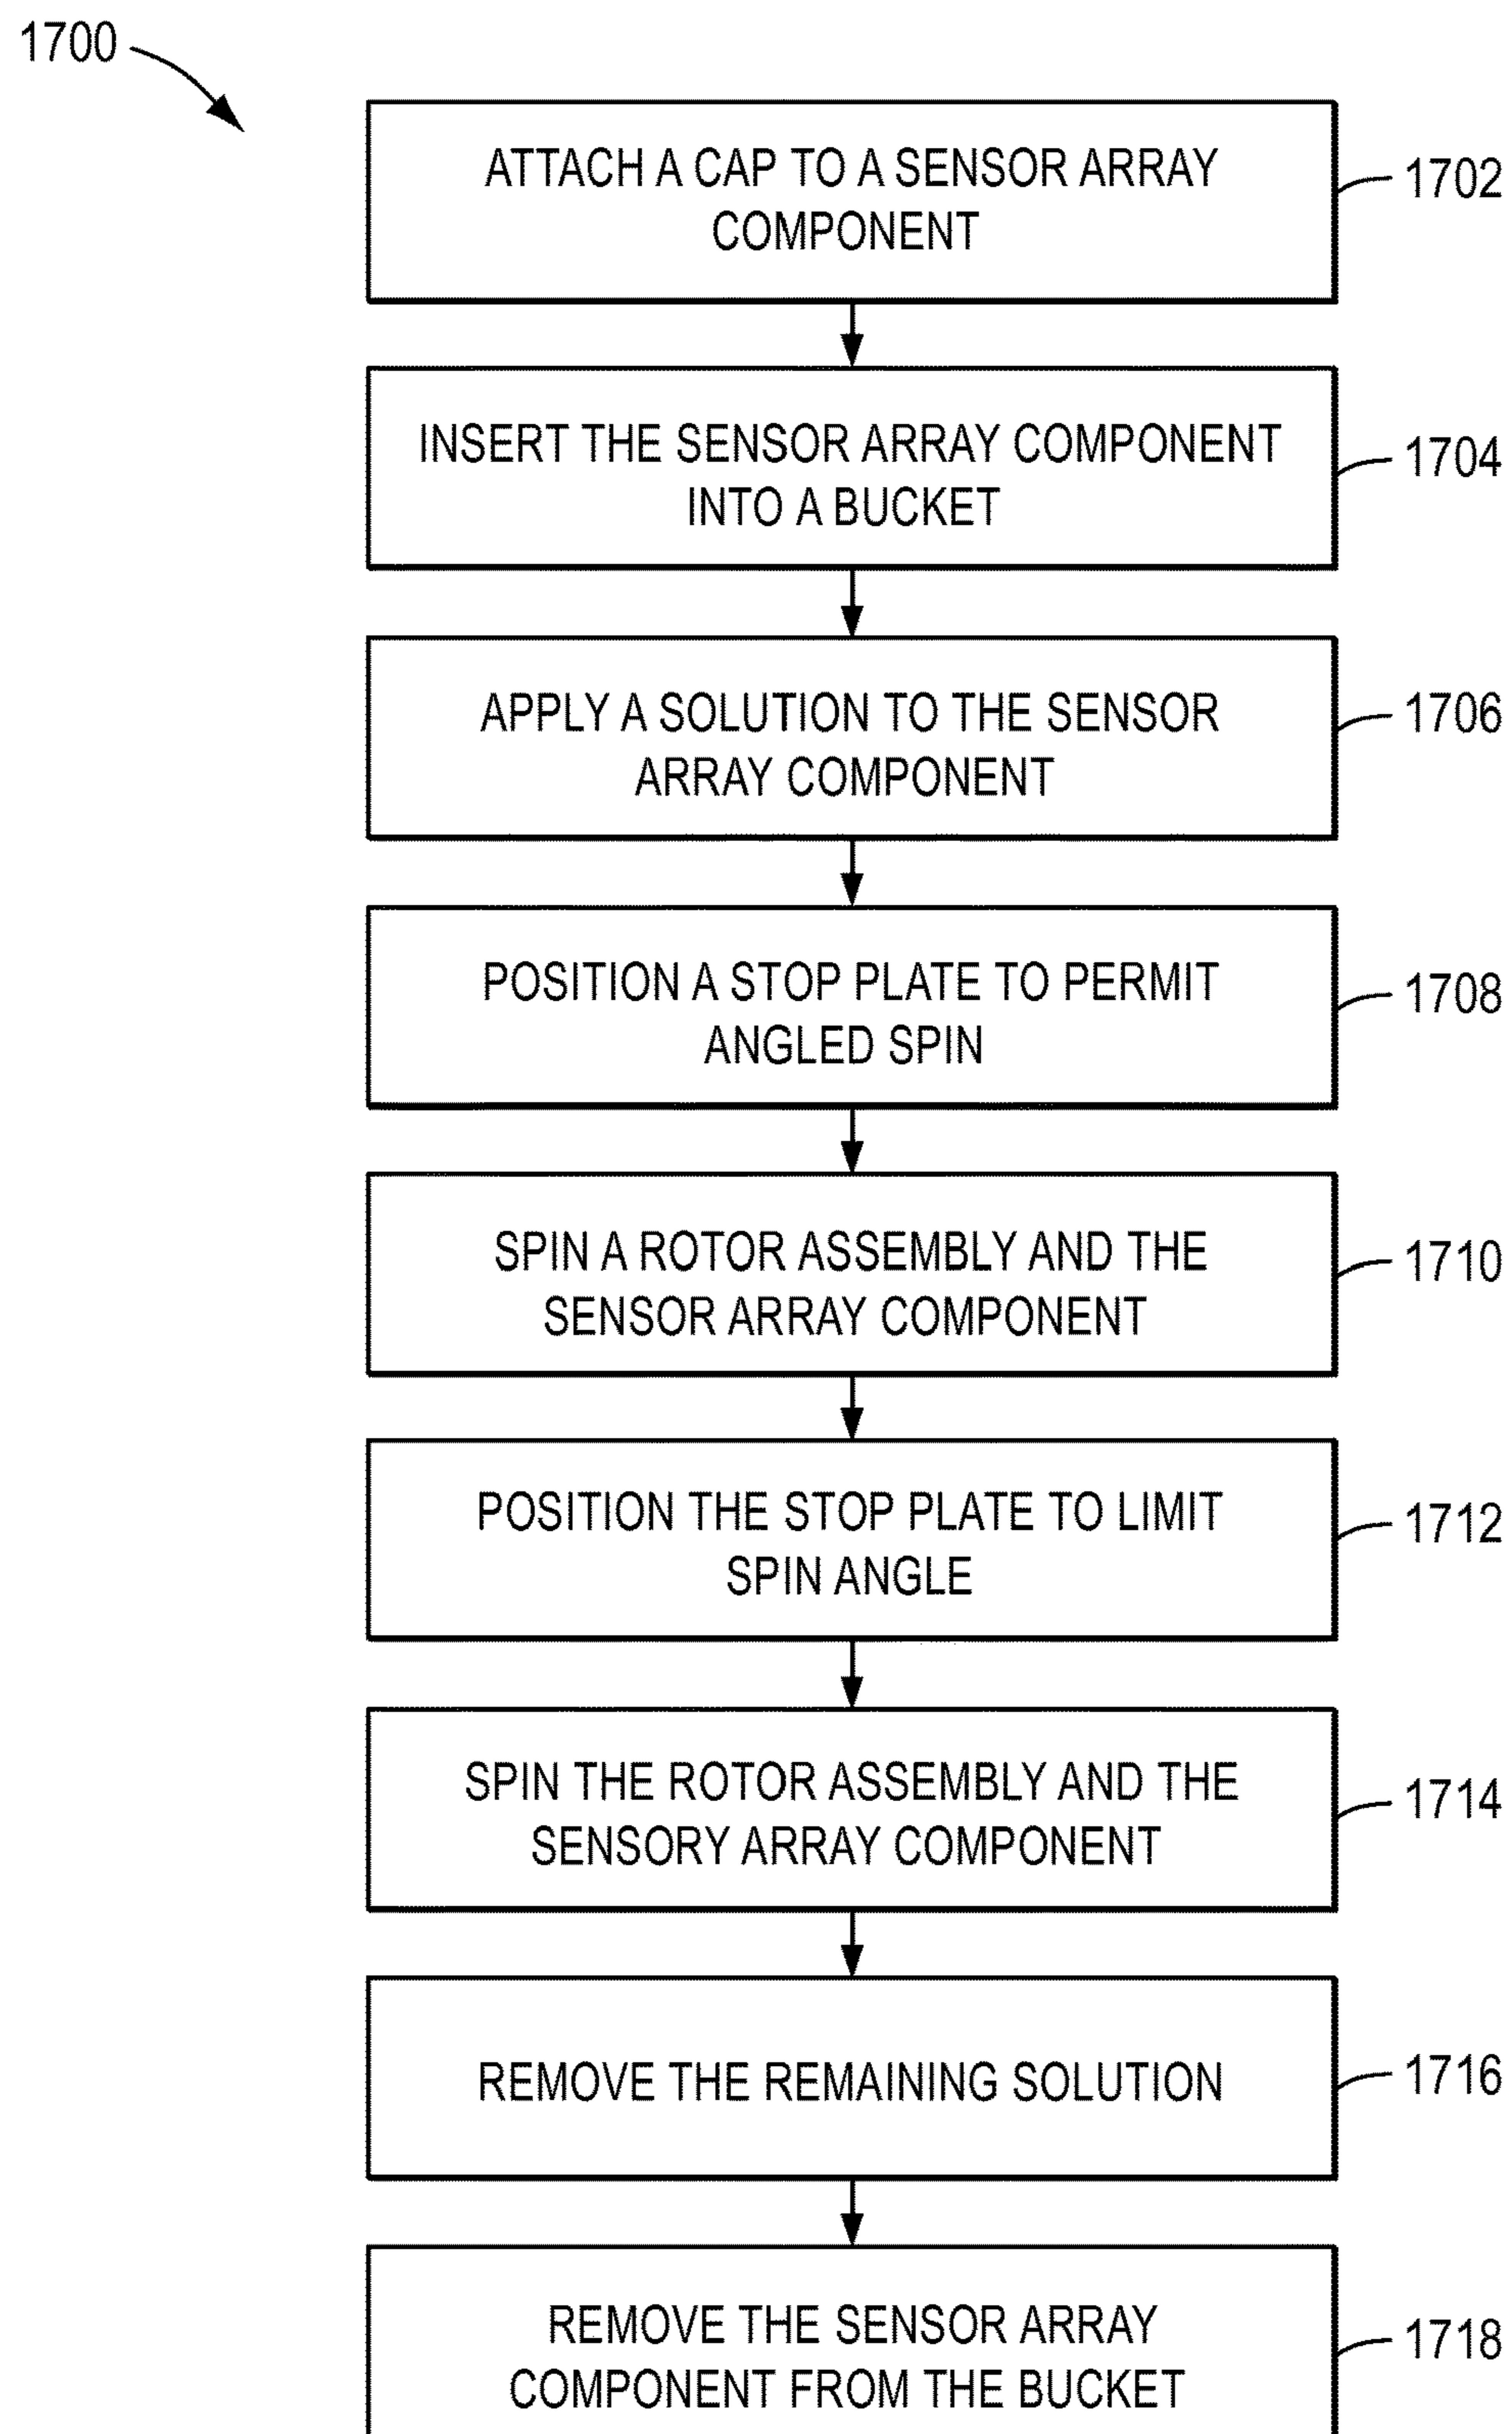 1700
ATTACH A CAP TO A SENSOR ARRAY
COMPONENT
1702
INSERT THE SENSOR ARRAY COMPONENT
INTO A BUCKET
1704
APPLY A SOLUTION TO THE SENSOR
ARRAY COMPONENT
1706
POSITION A STOP PLATE TO PERMIT
ANGLED SPIN
1708
SPIN A ROTOR ASSEMBLY AND THE
SENSOR ARRAY COMPONENT
1710
POSITION THE STOP PLATE TO LIMIT
SPIN ANGLE
1712
SPIN THE ROTOR ASSEMBLY AND THE
SENSORY ARRAY COMPONENT
1714
REMOVE THE REMAINING SOLUTION
1716
REMOVE THE SENSOR ARRAY
COMPONENT FROM THE BUCKET
1718